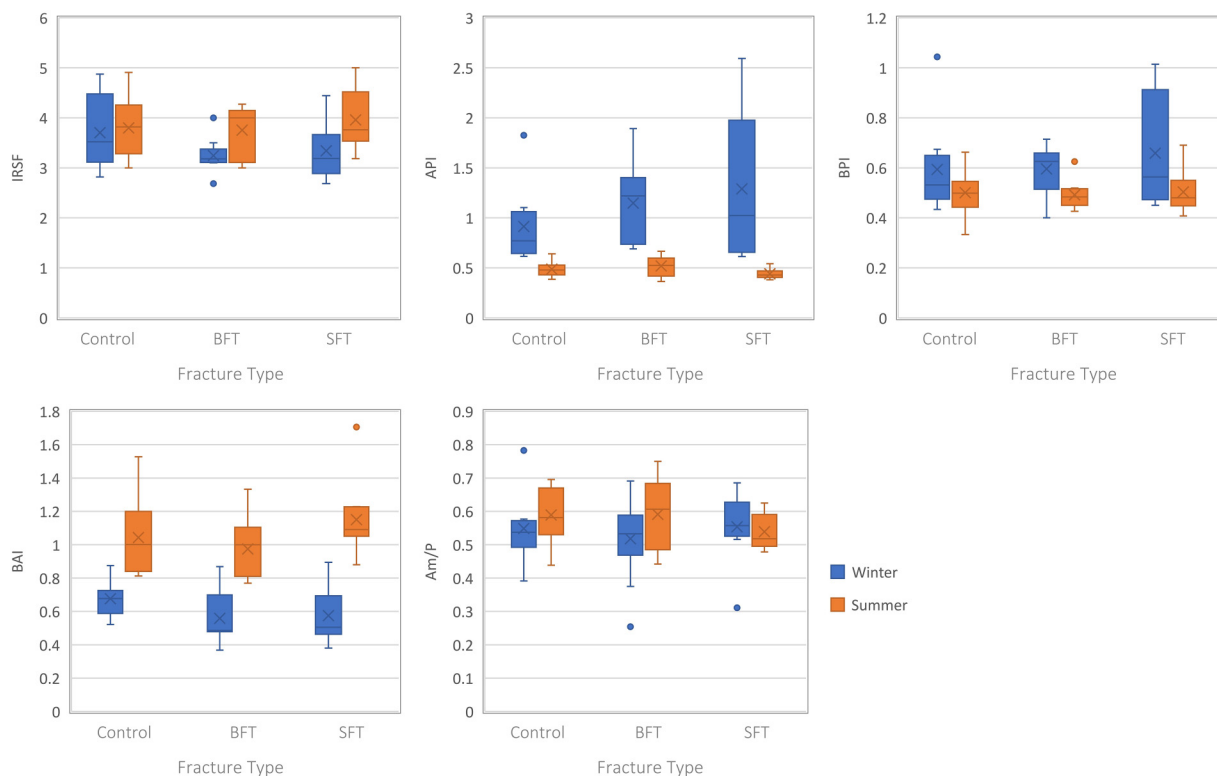 6
5
4
3
2
1
0
IRSF
Control BFT SFT
Fracture Type
3
2.5
2
1.5
1
0.5
0
API
Control BFT SFT
Fracture Type
1.2
1
0.8
0.6
0.4
0.2
0
BPI
Control BFT SFT
Fracture Type
1.8
1.6
1.4
1.2
1
0.8
0.6
0.4
0.2
0
BAI
Control BFT SFT
Fracture Type
0.9
0.8
0.7
0.6
0.5
0.4
0.3
0.2
0.1
0
Am/P
Control BFT SFT
Fracture Type
Winter
Summer